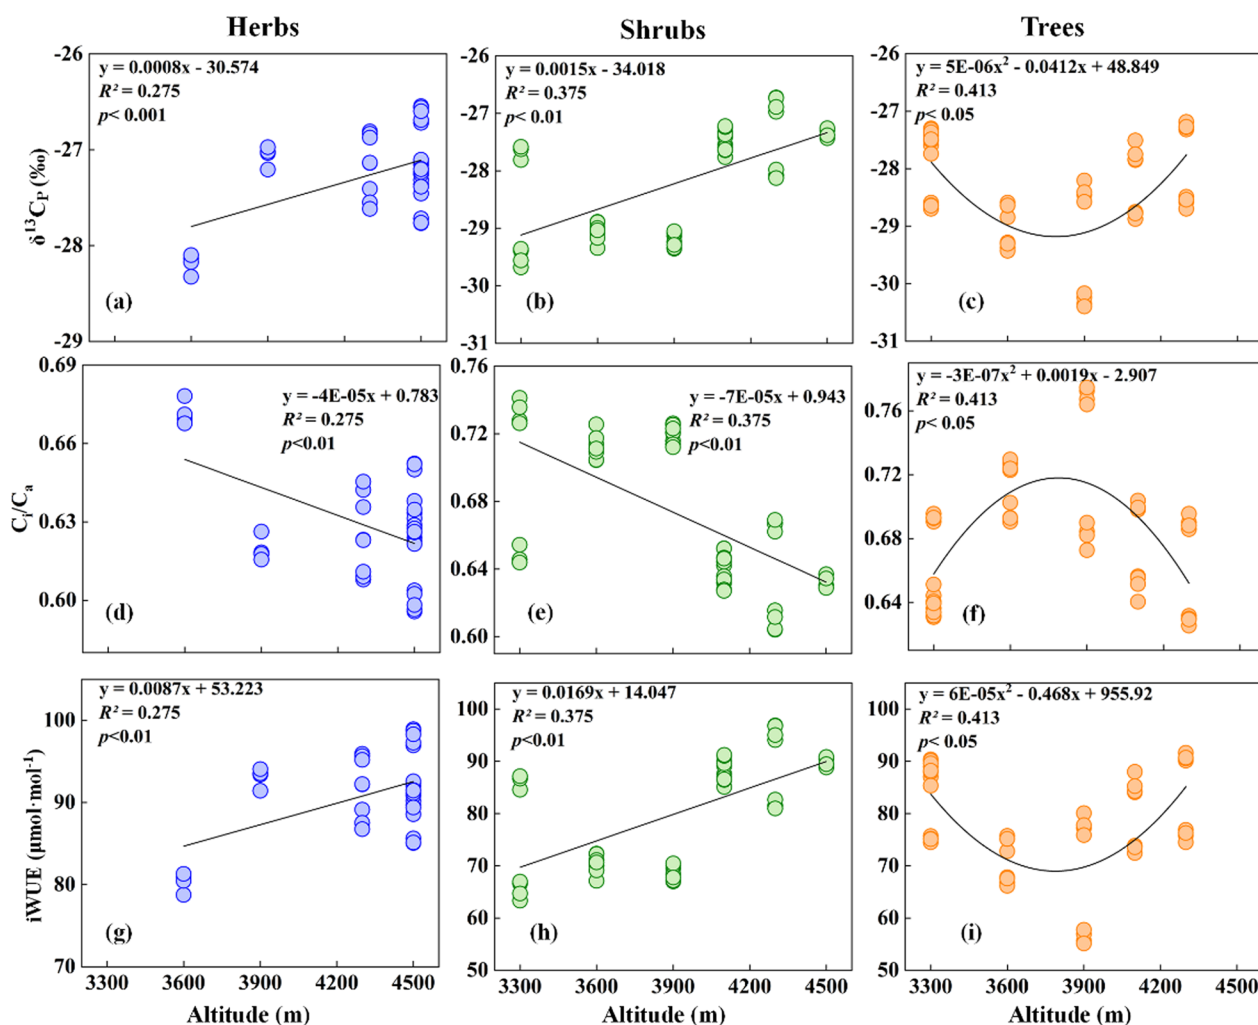 Herbs
Shrubs
Trees
-26
-27
-28
-29
δ¹³C_P (‰)
y = 0.0008x - 30.574
R² = 0.275
p< 0.001
(a)
-26
-27
-28
-29
-30
-31
y = 0.0015x - 34.018
R² = 0.375
p< 0.01
(b)
-26
-27
-28
-29
-30
-31
y = 5E-06x² - 0.0412x + 48.849
R² = 0.413
p< 0.05
(c)
0.69
0.66
0.63
0.60
C_i/C_a
y = -4E-05x + 0.783
R² = 0.275
p<0.01
(d)
0.76
0.72
0.68
0.64
0.60
y = -7E-05x + 0.943
R² = 0.375
p<0.01
(e)
0.76
0.72
0.68
0.64
y = -3E-07x² + 0.0019x - 2.907
R² = 0.413
p< 0.05
(f)
100
90
80
70
iWUE (µmol·mol⁻¹)
y = 0.0087x + 53.223
R² = 0.275
p<0.01
(g)
3300 3600 3900 4200 4500
Altitude (m)
100
90
80
70
60
50
y = 0.0169x + 14.047
R² = 0.375
p<0.01
(h)
3300 3600 3900 4200 4500
Altitude (m)
100
90
80
70
60
50
y = 6E-05x² - 0.468x + 955.92
R² = 0.413
p< 0.05
(i)
3300 3600 3900 4200 4500
Altitude (m)